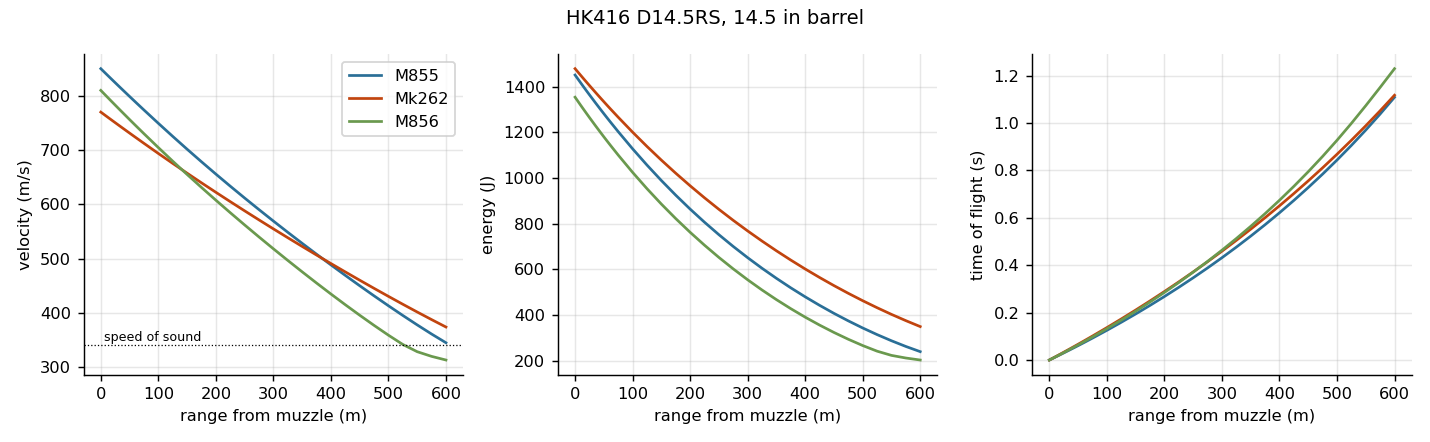 HK416 D14.5RS, 14.5 in barrel
velocity (m/s)
800
700
600
500
400
300
M855
Mk262
M856
speed of sound
0 100 200 300 400 500 600
range from muzzle (m)
energy (J)
1400
1200
1000
800
600
400
200
0 100 200 300 400 500 600
range from muzzle (m)
time of flight (s)
1.2
1.0
0.8
0.6
0.4
0.2
0.0
0 100 200 300 400 500 600
range from muzzle (m)